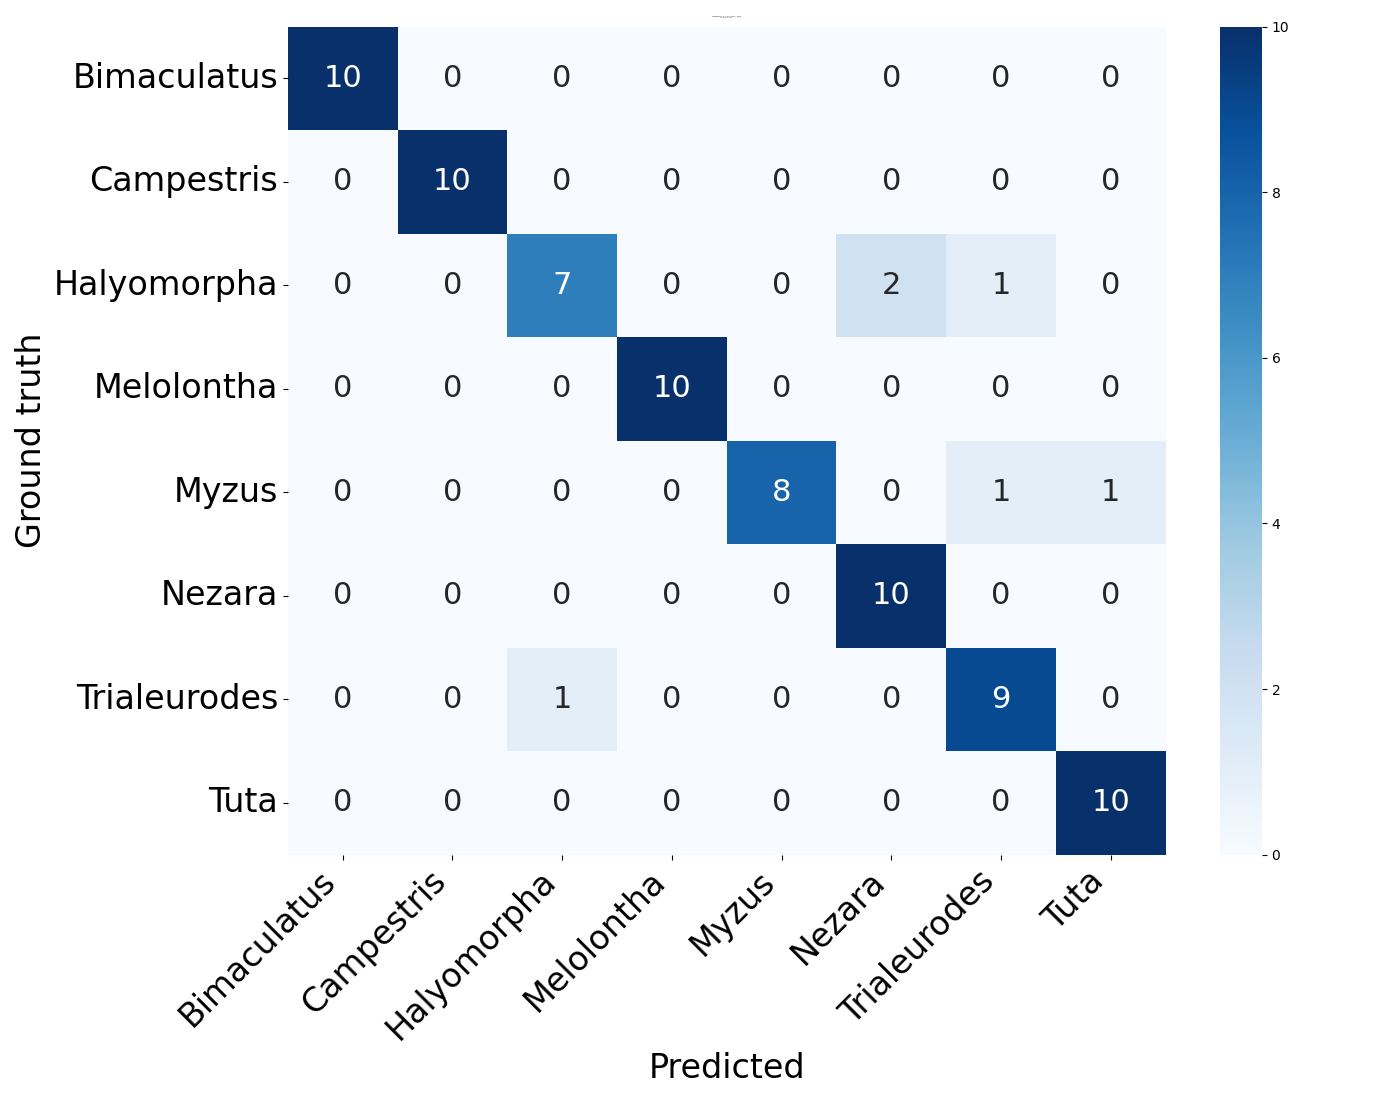 10
Bimaculatus 10 0 0 0 0 0 0 0
Campestris 0 10 0 0 0 0 0 0
8
Halyomorpha 0 0 7 0 0 2 1 0
6
Melolontha 0 0 0 10 0 0 0 0
Ground truth
Myzus 0 0 0 0 8 0 1 1
4
Nezara 0 0 0 0 0 10 0 0
2
Trialeurodes 0 0 1 0 0 0 9 0
Tuta 0 0 0 0 0 0 0 10
0
Bimaculatus
Campestris
Halyomorpha
Melolontha
Myzus
Nezara
Trialeurodes
Tuta
Predicted